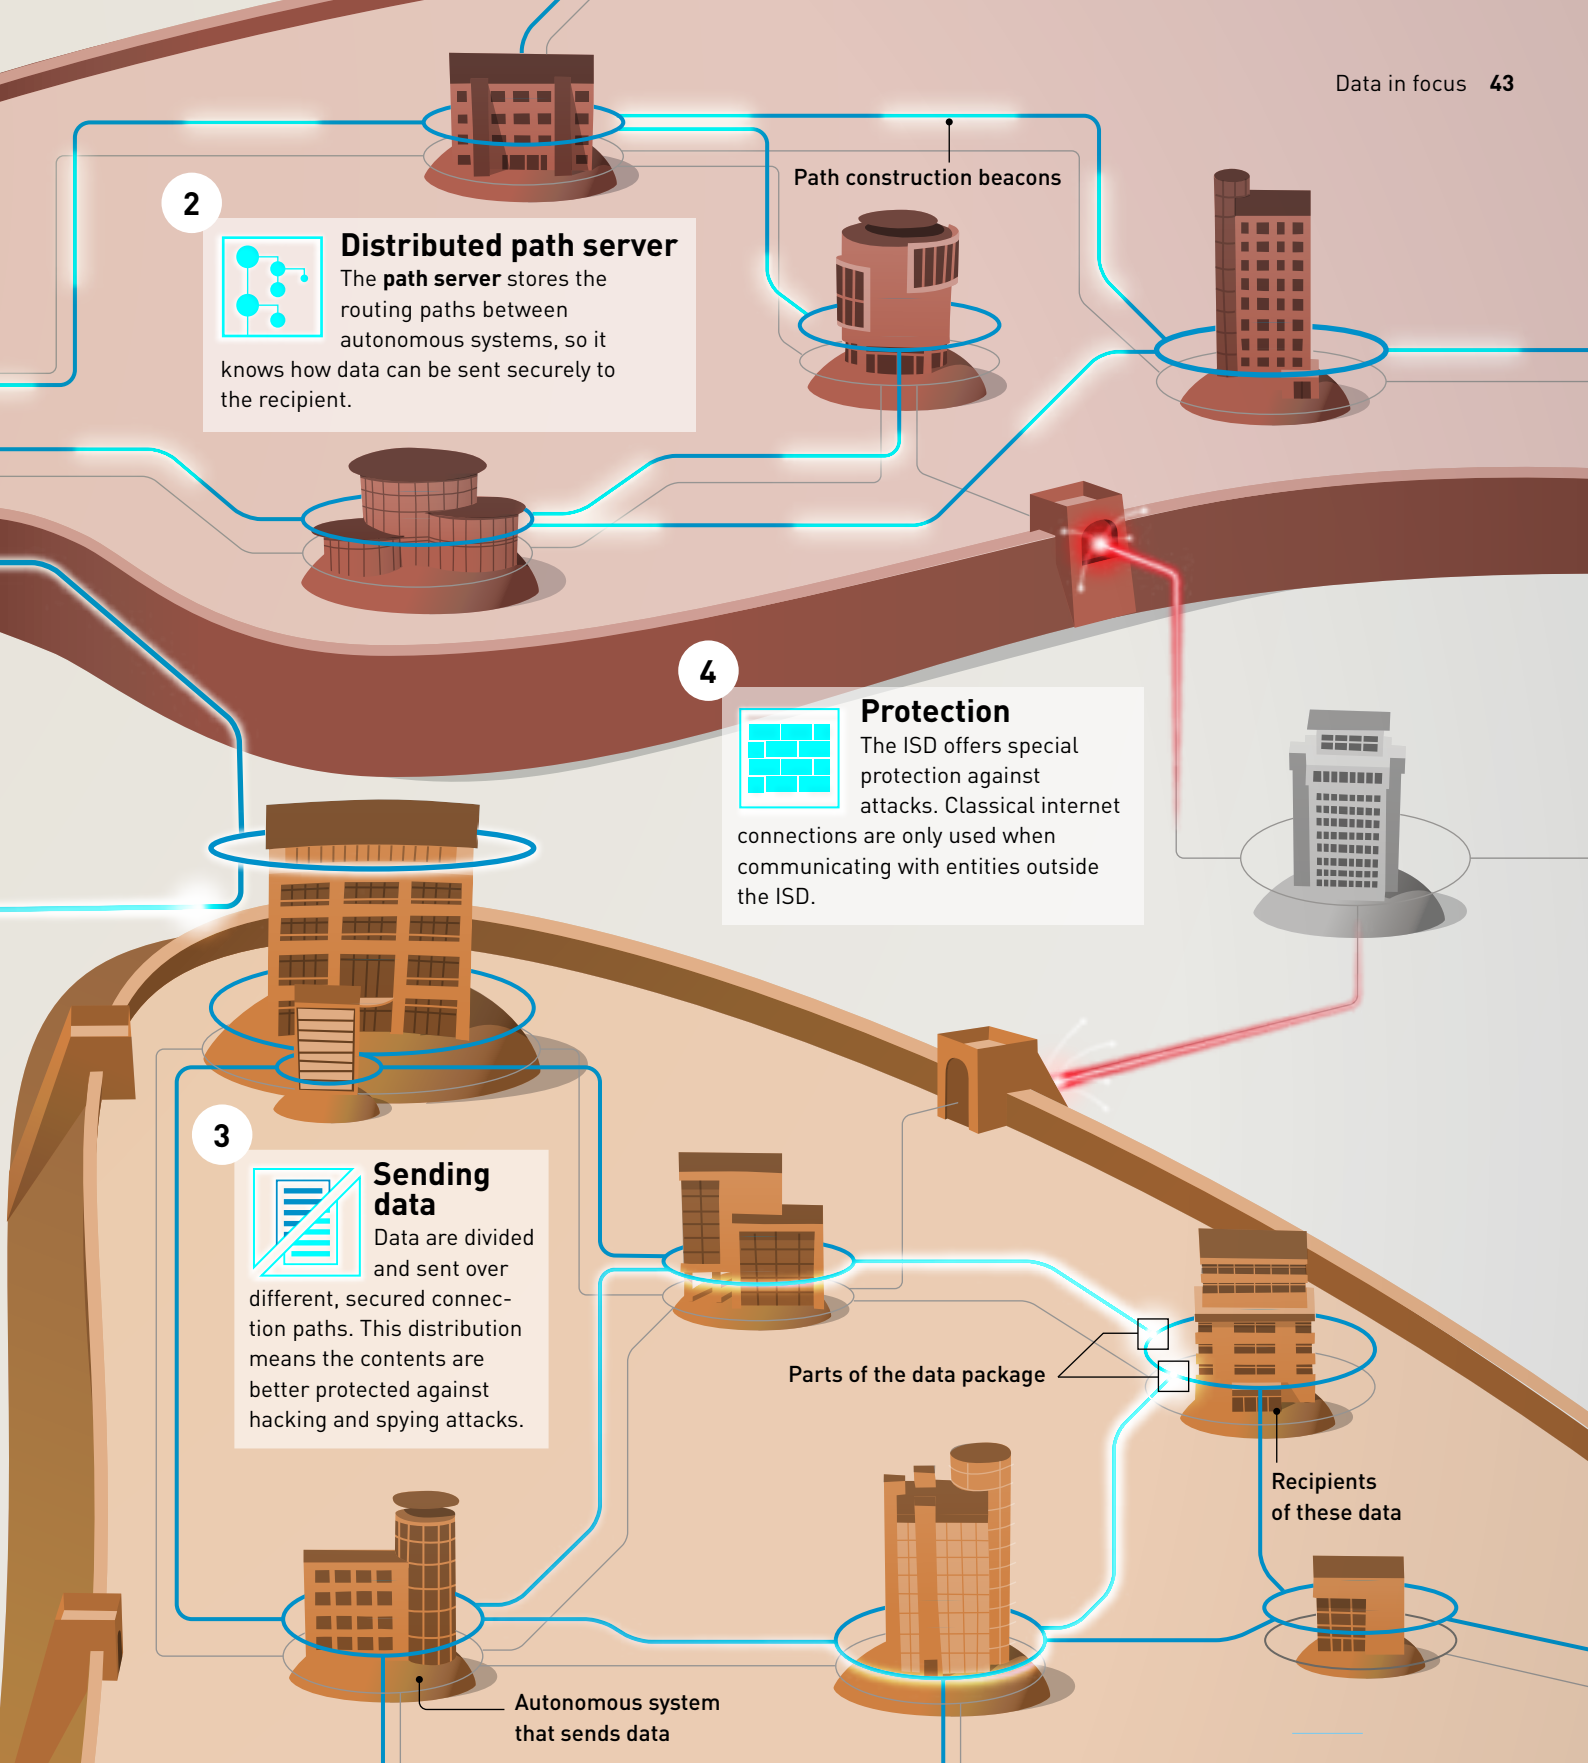 Data in focus 43
Path construction beacons
2
Distributed path server
The path server stores the
routing paths between
autonomous systems, so it
knows how data can be sent securely to
the recipient.
4
Protection
The ISD offers special
protection against
attacks. Classical internet
connections are only used when
communicating with entities outside
the ISD.
3
Sending
data
Data are divided
and sent over
different, secured connec-
tion paths. This distribution
means the contents are
better protected against
hacking and spying attacks.
Parts of the data package
Recipients
of these data
Autonomous system
that sends data